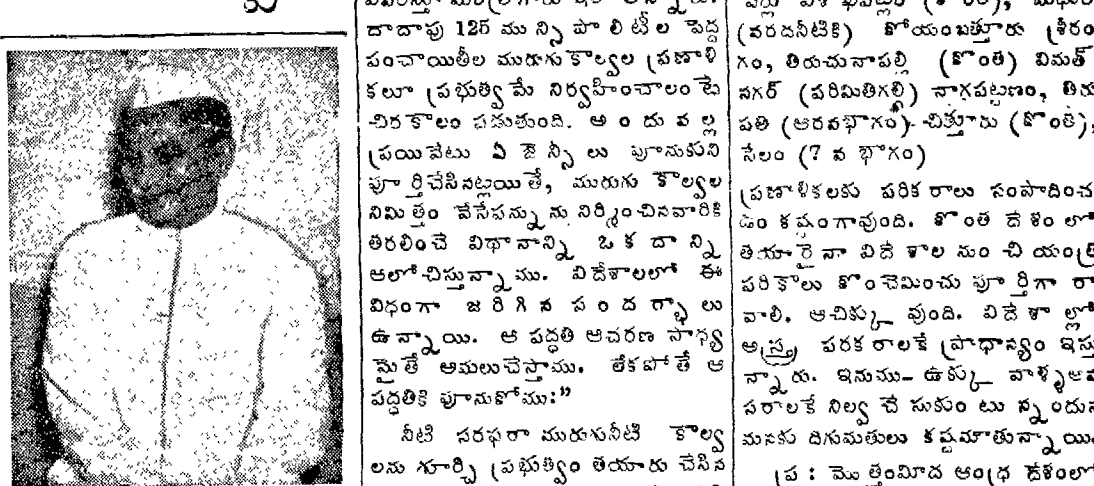 దాదాపు 125 మున్సిపాలిటీల పెద్ద
పంచాయితీల మురుగు కాల్వల ప్రణాళి
కలూ ప్రభుత్వమే నిర్వహించాలంటే
చిరకాలం పడుతుంది. అందువల్ల
ప్రయివేటు ఏజెన్సీలు పూనుకుని
పూర్తిచేసినట్లయితే, మురుగు కాల్వల
నిమిత్తం వేసేపన్నును నిర్మించినవారికి
తరలించే విధానాన్ని ఒకదాన్ని
ఆలోచిస్తున్నాము. విదేశాలలో ఈ
విధంగా జరిగిన సందర్భాలు
ఉన్నాయి. ఆ పద్ధతి ఆచరణ సాధ్య
మైతే అమలుచేస్తాము. లేకపోతే ఆ
పద్ధతికి పూనుకోము:”
నీటి సరఫరా మురుగునీటి కాల్వ
లను గూర్చి ప్రభుత్వం తయారు చేసిన
(వరదనీటికి) కోయంబత్తూరు శ్రీరం
గం, తిరుచునాపల్లి (కొంత) విమత్
నగర్ (పరిమితిగల్గి) నాగపట్టణం, తిరు
పతి (ఆరవభాగం)-చిత్తూరు (కొంత),
సేలం (7 వ భాగం)
ప్రణాళికలకు పరికరాలు సంపాదించ
డం కష్టంగావుంది. కొంత దేశంలో
తయారైనా విదేశాలనుంచి యంత్ర
పరికాలు కొంచెమించు పూర్తిగా రా
వాలి. ఆచిక్కు వుంది. విదేశాల్లో
అస్త్ర పరకరాలకే ప్రాధాన్యం ఇస్తు
న్నారు. ఇనుము- ఉక్కు వాళ్ళఅవ
సరాలకే నిల్వ చేసుకుంటున్నందున
మనకు దిగుమతులు కష్టమౌతున్నాయి.
ప్ర : మొత్తంమీద ఆంధ్ర దేశంలో